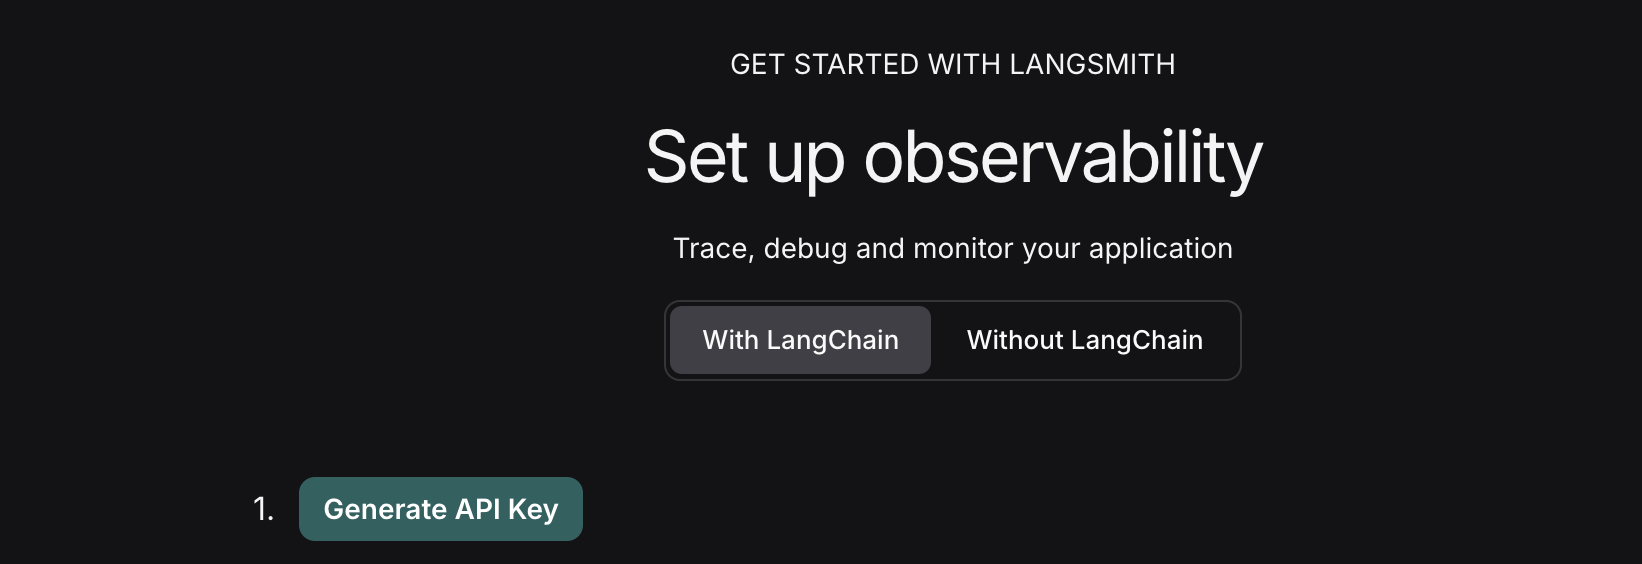 GET STARTED WITH LANGSMITH
Set up observability
Trace, debug and monitor your application
With LangChain Without LangChain
1. Generate API Key